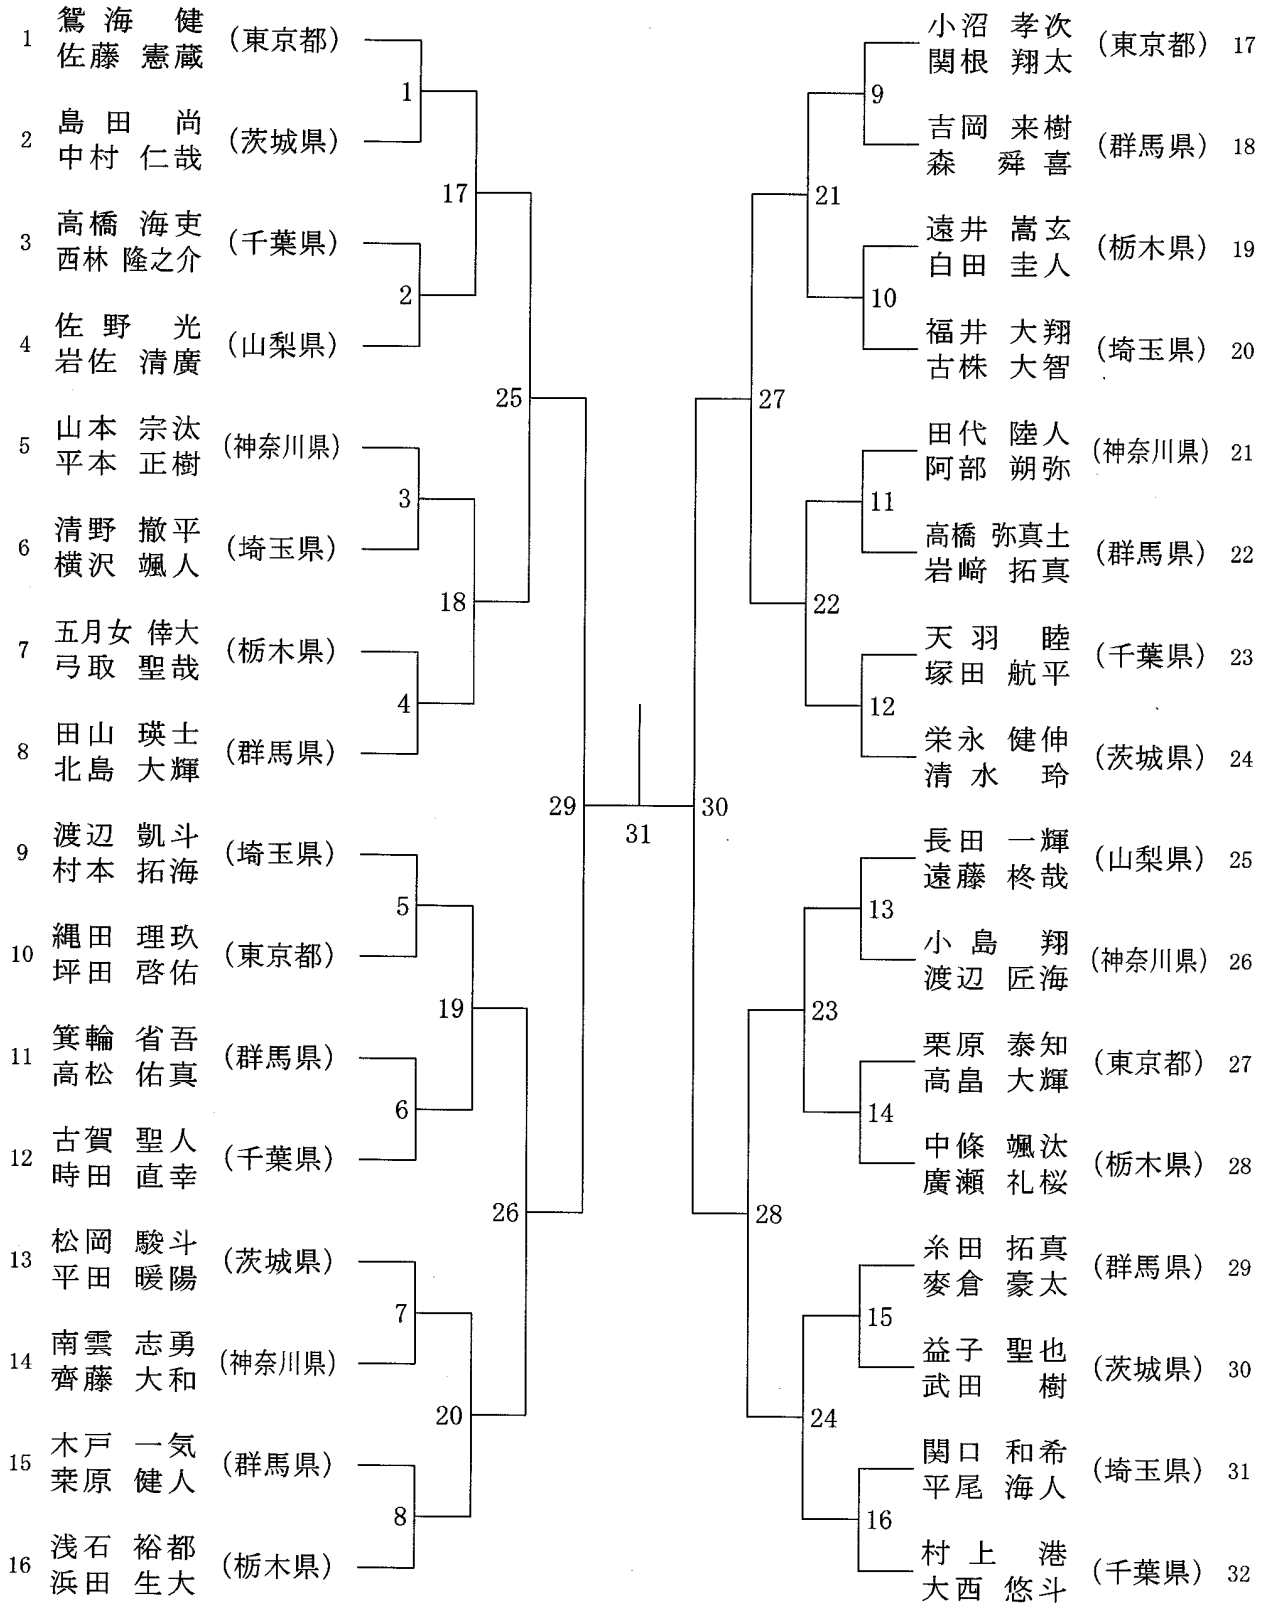 1 鴛海 健 (東京都)
佐藤 憲蔵
2 島田 尚 (茨城県)
中村 仁哉
3 高橋 海吏 (千葉県)
西林 隆之介
4 佐野 光 (山梨県)
岩佐 清廣
5 山本 宗汰 (神奈川県)
平本 正樹
6 清野 撤平 (埼玉県)
横沢 颯人
7 五月女 倖大 (栃木県)
弓取 聖哉
8 田山 瑛士 (群馬県)
北島 大輝
9 渡辺 凱斗 (埼玉県)
村本 拓海
10 縄田 理玖 (東京都)
坪田 啓佑
11 箕輪 省吾 (群馬県)
高松 佑真
12 古賀 聖人 (千葉県)
時田 直幸
13 松岡 駿斗 (茨城県)
平田 暖陽
14 南雲 志勇 (神奈川県)
齊藤 大和
15 木戸 一気 (群馬県)
桒原 健人
16 浅石 裕都 (栃木県)
浜田 生大
1
2
3
4
5
6
7
8
17
18
19
20
25
26
29
31
30
27
28
21
22
23
24
9
10
11
12
13
14
15
16
小沼 孝次 (東京都) 17
関根 翔太
吉岡 来樹 (群馬県) 18
森 舜喜
遠井 嵩玄 (栃木県) 19
白田 圭人
福井 大翔 (埼玉県) 20
古株 大智
田代 陸人 (神奈川県) 21
阿部 朔弥
高橋 弥真土 (群馬県) 22
岩﨑 拓真
天羽 睦 (千葉県) 23
塚田 航平
栄永 健伸 (茨城県) 24
清水 玲
長田 一輝 (山梨県) 25
遠藤 柊哉
小島 翔 (神奈川県) 26
渡辺 匠海
栗原 泰知 (東京都) 27
高畠 大輝
中條 颯汰 (栃木県) 28
廣瀬 礼桜
糸田 拓真 (群馬県) 29
麥倉 豪太
益子 聖也 (茨城県) 30
武田 樹
関口 和希 (埼玉県) 31
平尾 海人
村上 港 (千葉県) 32
大西 悠斗